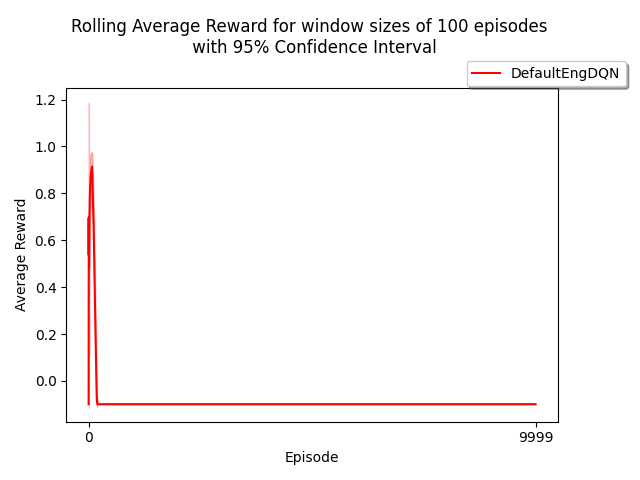 Rolling Average Reward for window sizes of 100 episodes
with 95% Confidence Interval
DefaultEngDQN
1.2
1.0
0.8
0.6
0.4
0.2
0.0
Average Reward
0 9999
Episode